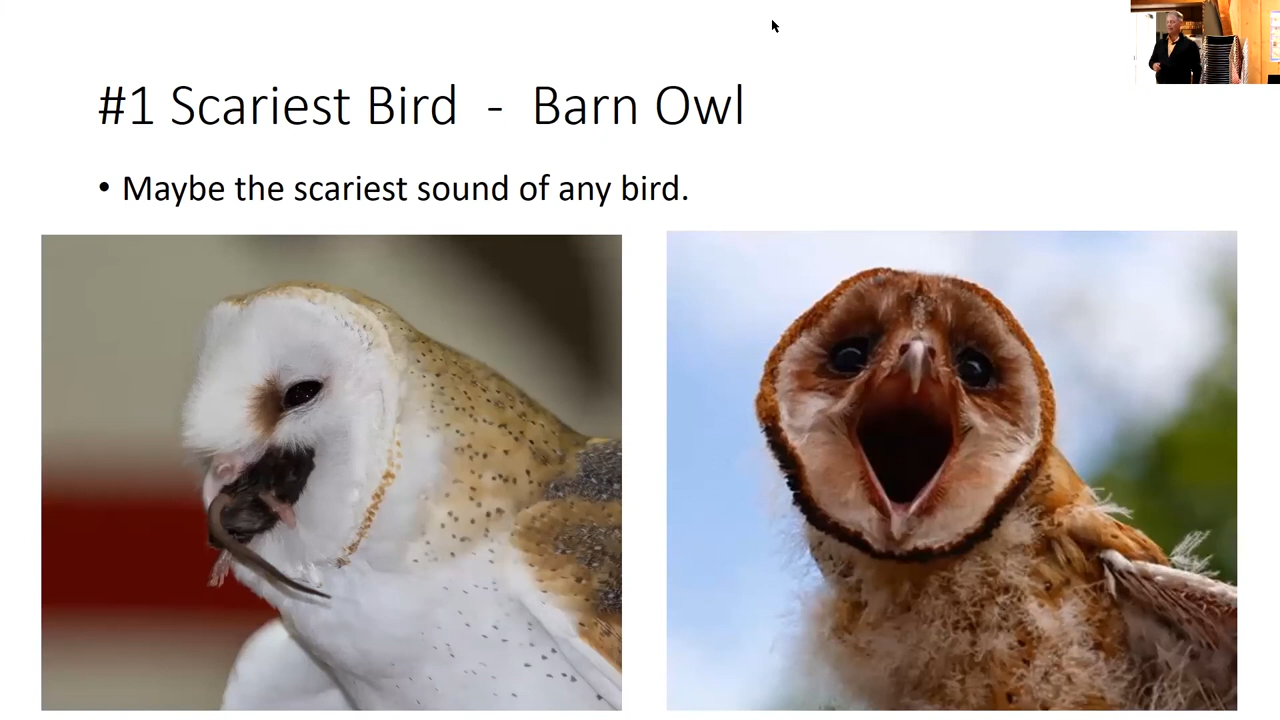 #1 Scariest Bird - Barn Owl
• Maybe the scariest sound of any bird.